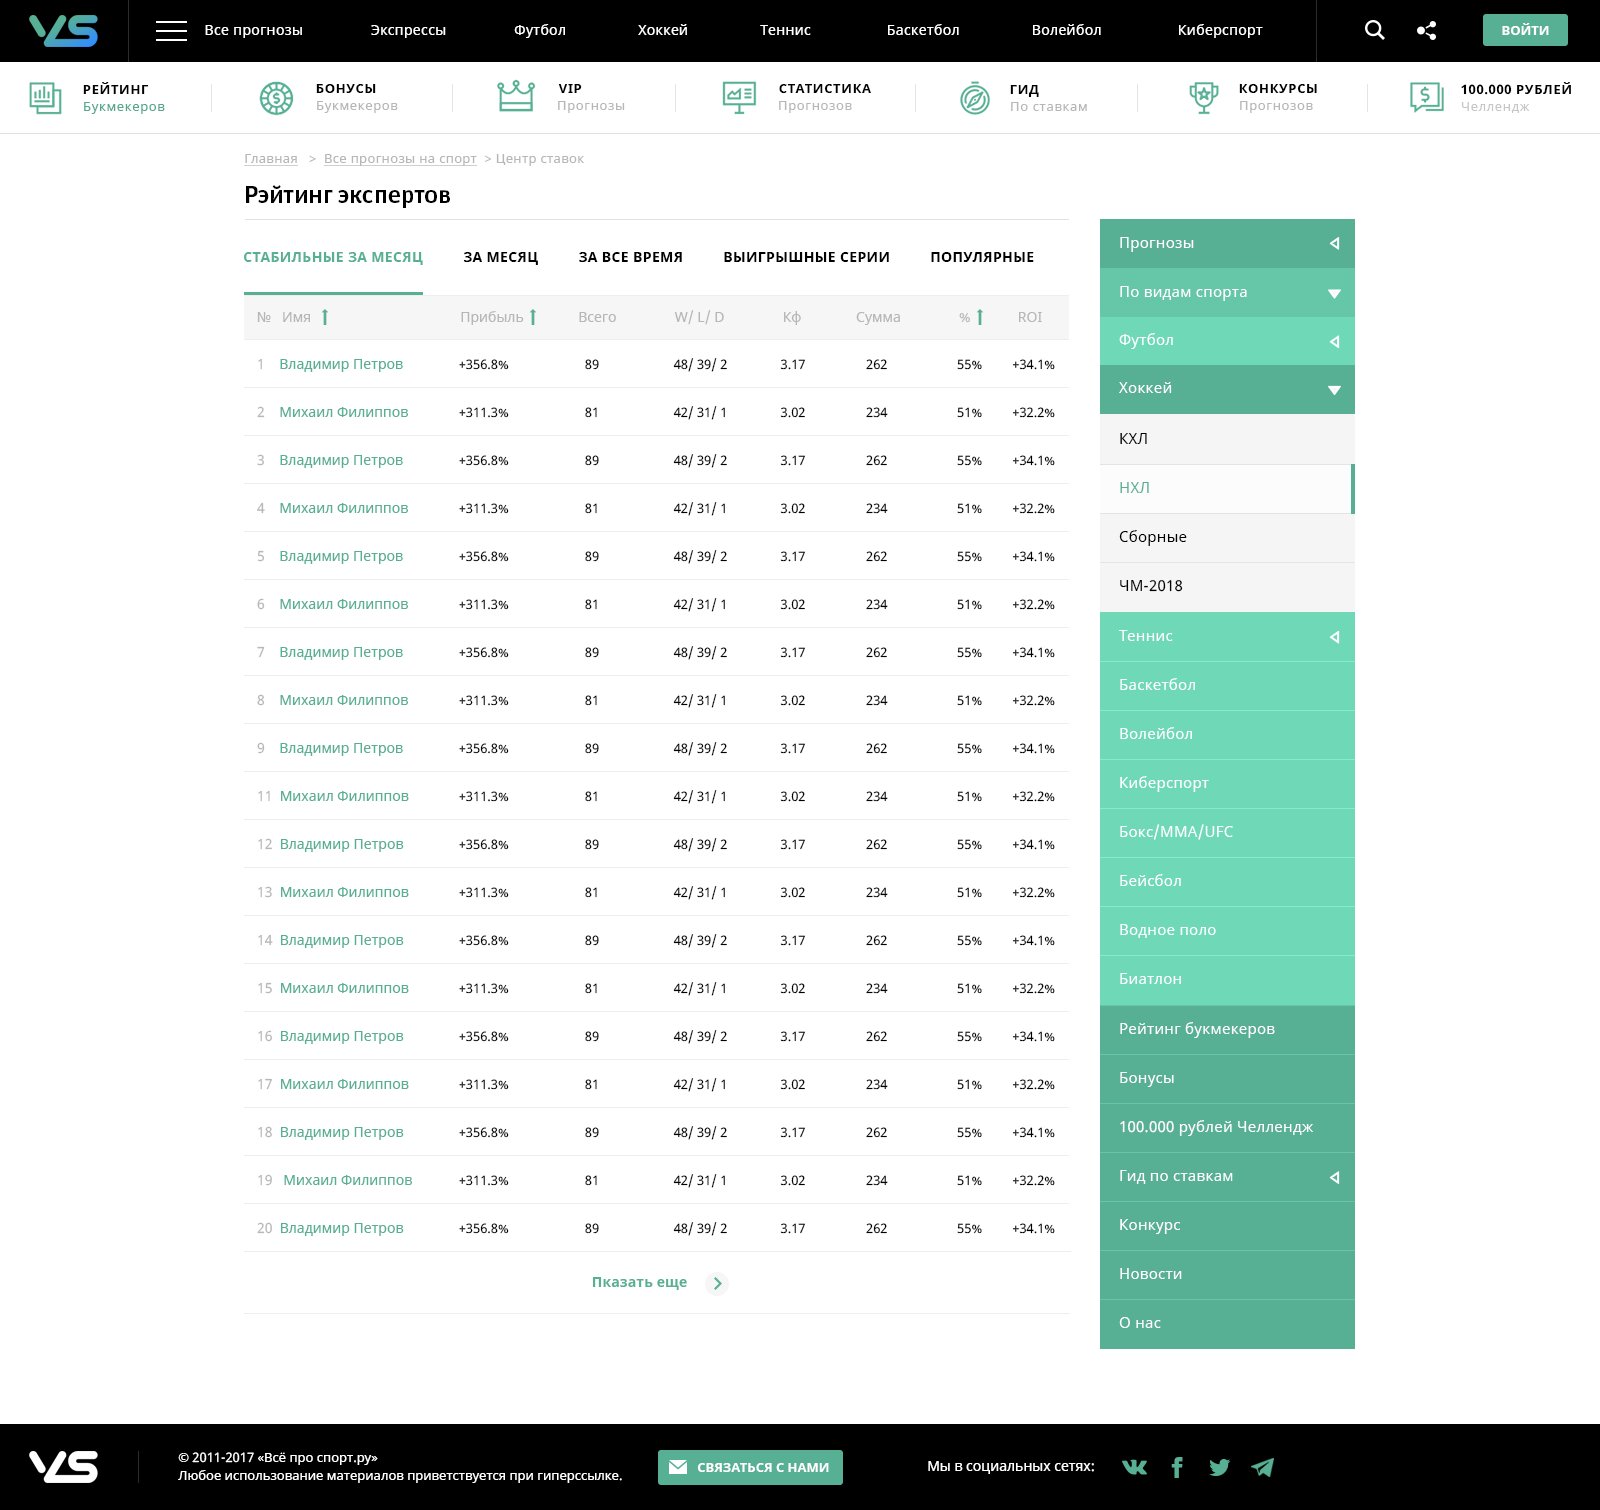 VS
Все прогнозы Экспрессы Футбол Хоккей Теннис Баскетбол Волейбол Киберспорт ВОЙТИ
РЕЙТИНГ
Букмекеров
БОНУСЫ
Букмекеров
VIP
Прогнозы
СТАТИСТИКА
Прогнозов
ГИД
По ставкам
КОНКУРСЫ
Прогнозов
100.000 РУБЛЕЙ
Челлендж
Главная > Все прогнозы на спорт > Центр ставок
Рэйтинг экспертов
СТАБИЛЬНЫЕ ЗА МЕСЯЦ ЗА МЕСЯЦ ЗА ВСЕ ВРЕМЯ ВЫИГРЫШНЫЕ СЕРИИ ПОПУЛЯРНЫЕ
№ Имя Прибыль Всего W/ L/ D Кф Сумма % ROI
1 Владимир Петров +356.8% 89 48/ 39/ 2 3.17 262 55% +34.1%
2 Михаил Филиппов +311.3% 81 42/ 31/ 1 3.02 234 51% +32.2%
3 Владимир Петров +356.8% 89 48/ 39/ 2 3.17 262 55% +34.1%
4 Михаил Филиппов +311.3% 81 42/ 31/ 1 3.02 234 51% +32.2%
5 Владимир Петров +356.8% 89 48/ 39/ 2 3.17 262 55% +34.1%
6 Михаил Филиппов +311.3% 81 42/ 31/ 1 3.02 234 51% +32.2%
7 Владимир Петров +356.8% 89 48/ 39/ 2 3.17 262 55% +34.1%
8 Михаил Филиппов +311.3% 81 42/ 31/ 1 3.02 234 51% +32.2%
9 Владимир Петров +356.8% 89 48/ 39/ 2 3.17 262 55% +34.1%
11 Михаил Филиппов +311.3% 81 42/ 31/ 1 3.02 234 51% +32.2%
12 Владимир Петров +356.8% 89 48/ 39/ 2 3.17 262 55% +34.1%
13 Михаил Филиппов +311.3% 81 42/ 31/ 1 3.02 234 51% +32.2%
14 Владимир Петров +356.8% 89 48/ 39/ 2 3.17 262 55% +34.1%
15 Михаил Филиппов +311.3% 81 42/ 31/ 1 3.02 234 51% +32.2%
16 Владимир Петров +356.8% 89 48/ 39/ 2 3.17 262 55% +34.1%
17 Михаил Филиппов +311.3% 81 42/ 31/ 1 3.02 234 51% +32.2%
18 Владимир Петров +356.8% 89 48/ 39/ 2 3.17 262 55% +34.1%
19 Михаил Филиппов +311.3% 81 42/ 31/ 1 3.02 234 51% +32.2%
20 Владимир Петров +356.8% 89 48/ 39/ 2 3.17 262 55% +34.1%
Пказать еще
Прогнозы
По видам спорта
Футбол
Хоккей
КХЛ
НХЛ
Сборные
ЧМ-2018
Теннис
Баскетбол
Волейбол
Киберспорт
Бокс/ММА/UFC
Бейсбол
Водное поло
Биатлон
Рейтинг букмекеров
Бонусы
100.000 рублей Челлендж
Гид по ставкам
Конкурс
Новости
О нас
VS
© 2011-2017 «Всё про спорт.ру»
Любое использование материалов приветствуется при гиперссылке.
СВЯЗАТЬСЯ С НАМИ
Мы в социальных сетях: